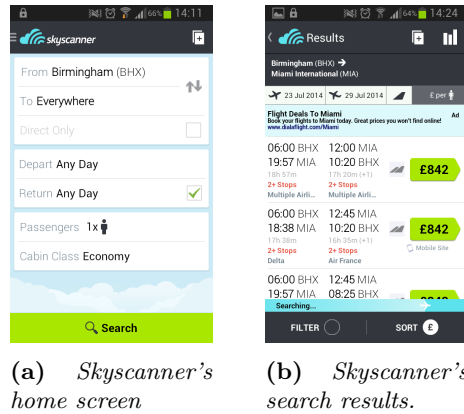 66% 14:11
skyscanner
From Birmingham (BHX)
To Everywhere
Direct Only
Depart Any Day
Return Any Day
Passengers 1x
Cabin Class Economy
Search
(a) Skyscanner's
home screen
64% 14:24
Results
Birmingham (BHX) →
Miami International (MIA)
23 Jul 2014 29 Jul 2014 £ per
Flight Deals To Miami Ad
Book your flights to Miami today. Great prices you won't find online!
www.dialaflight.com/Miami
06:00 BHX 12:00 MIA
19:57 MIA 10:20 BHX £842
18h 57m 17h 20m (+1)
2+ Stops 2+ Stops
Multiple Airli... Multiple Airli...
06:00 BHX 12:45 MIA
18:38 MIA 10:20 BHX £842
17h 38m 16h 35m (+1) Mobile Site
2+ Stops 2+ Stops
Delta Air France
06:00 BHX 12:45 MIA
19:57 MIA 08:25 BHX
Searching...
FILTER SORT £
(b) Skyscanner's
search results.